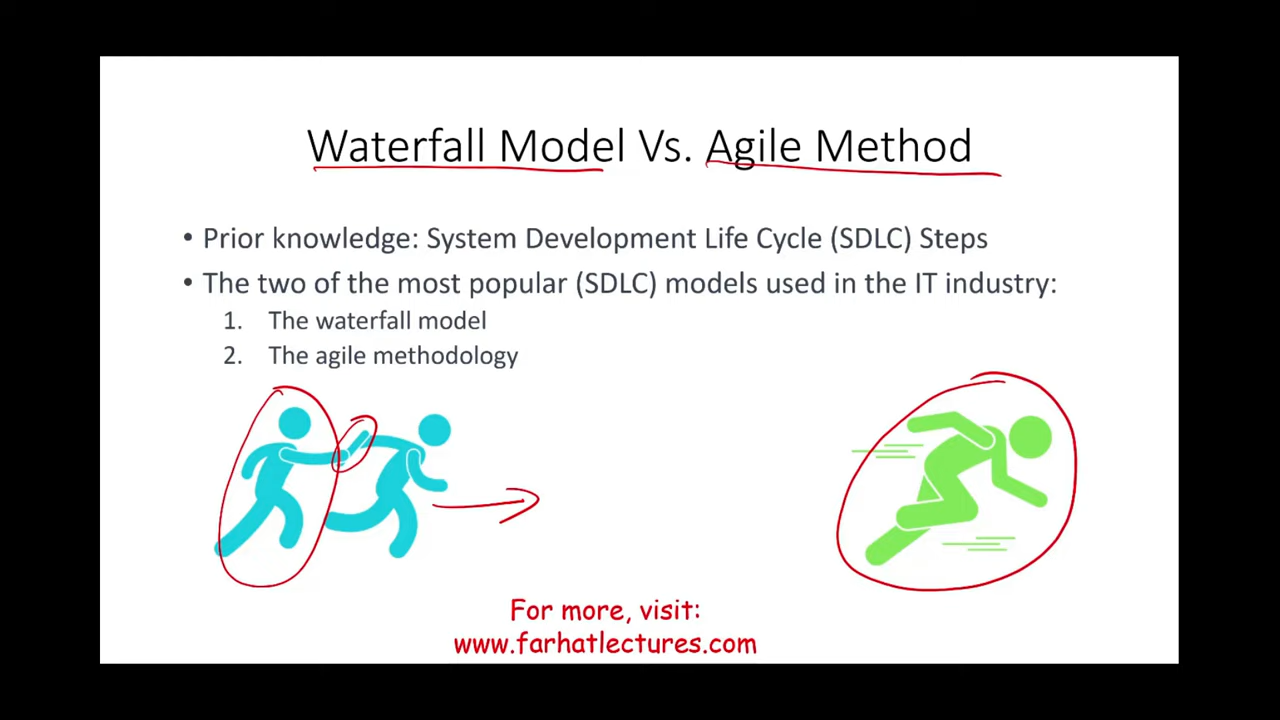 Waterfall Model Vs. Agile Method
• Prior knowledge: System Development Life Cycle (SDLC) Steps
• The two of the most popular (SDLC) models used in the IT industry:
1. The waterfall model
2. The agile methodology
For more, visit:
www.farhatlectures.com